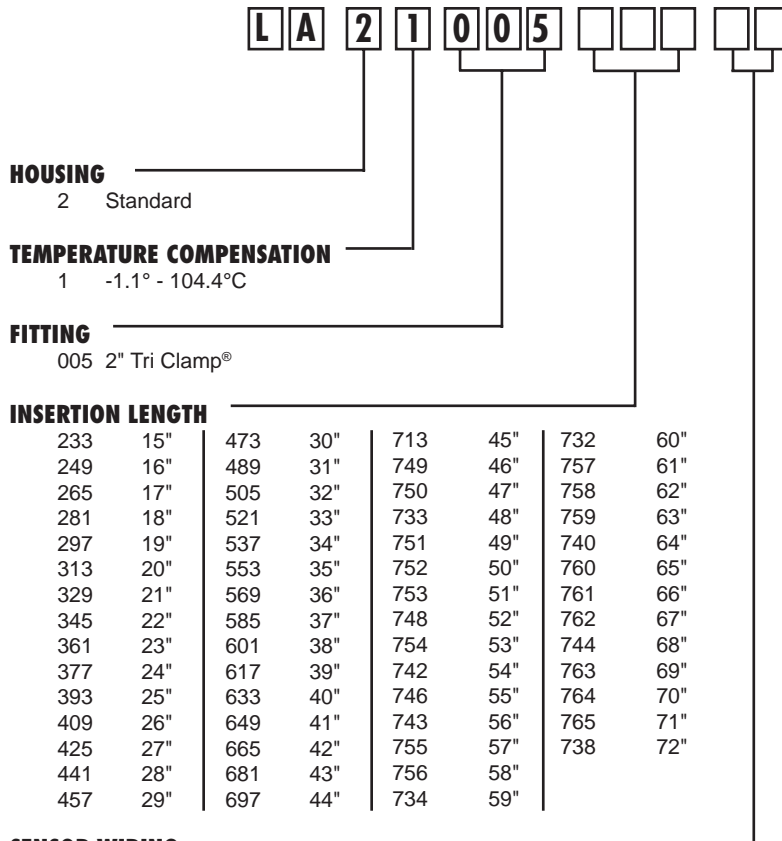 L A 2 1 0 0 5
HOUSING
2 Standard
TEMPERATURE COMPENSATION
1 -1.1° - 104.4°C
FITTING
005 2" Tri Clamp®
INSERTION LENGTH
233 15" 473 30" 713 45" 732 60"
249 16" 489 31" 749 46" 757 61"
265 17" 505 32" 750 47" 758 62"
281 18" 521 33" 733 48" 759 63"
297 19" 537 34" 751 49" 740 64"
313 20" 553 35" 752 50" 760 65"
329 21" 569 36" 753 51" 761 66"
345 22" 585 37" 748 52" 762 67"
361 23" 601 38" 754 53" 744 68"
377 24" 617 39" 742 54" 763 69"
393 25" 633 40" 746 55" 764 70"
409 26" 649 41" 743 56" 765 71"
425 27" 665 42" 755 57" 738 72"
441 28" 681 43" 756 58"
457 29" 697 44" 734 59"
SENSOR WIRING